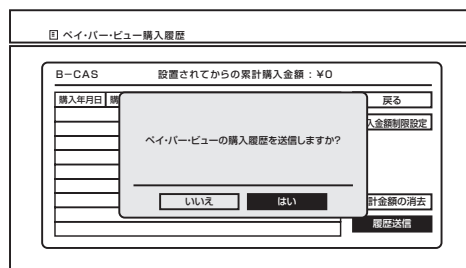 ペイ・パー・ビュー購入履歴
B-CAS 設置されてからの累計購入金額：¥0
購入年月日 購
戻る
入金額制限設定
ペイ・パー・ビューの購入履歴を送信しますか?
いいえ はい
計金額の消去
履歴送信